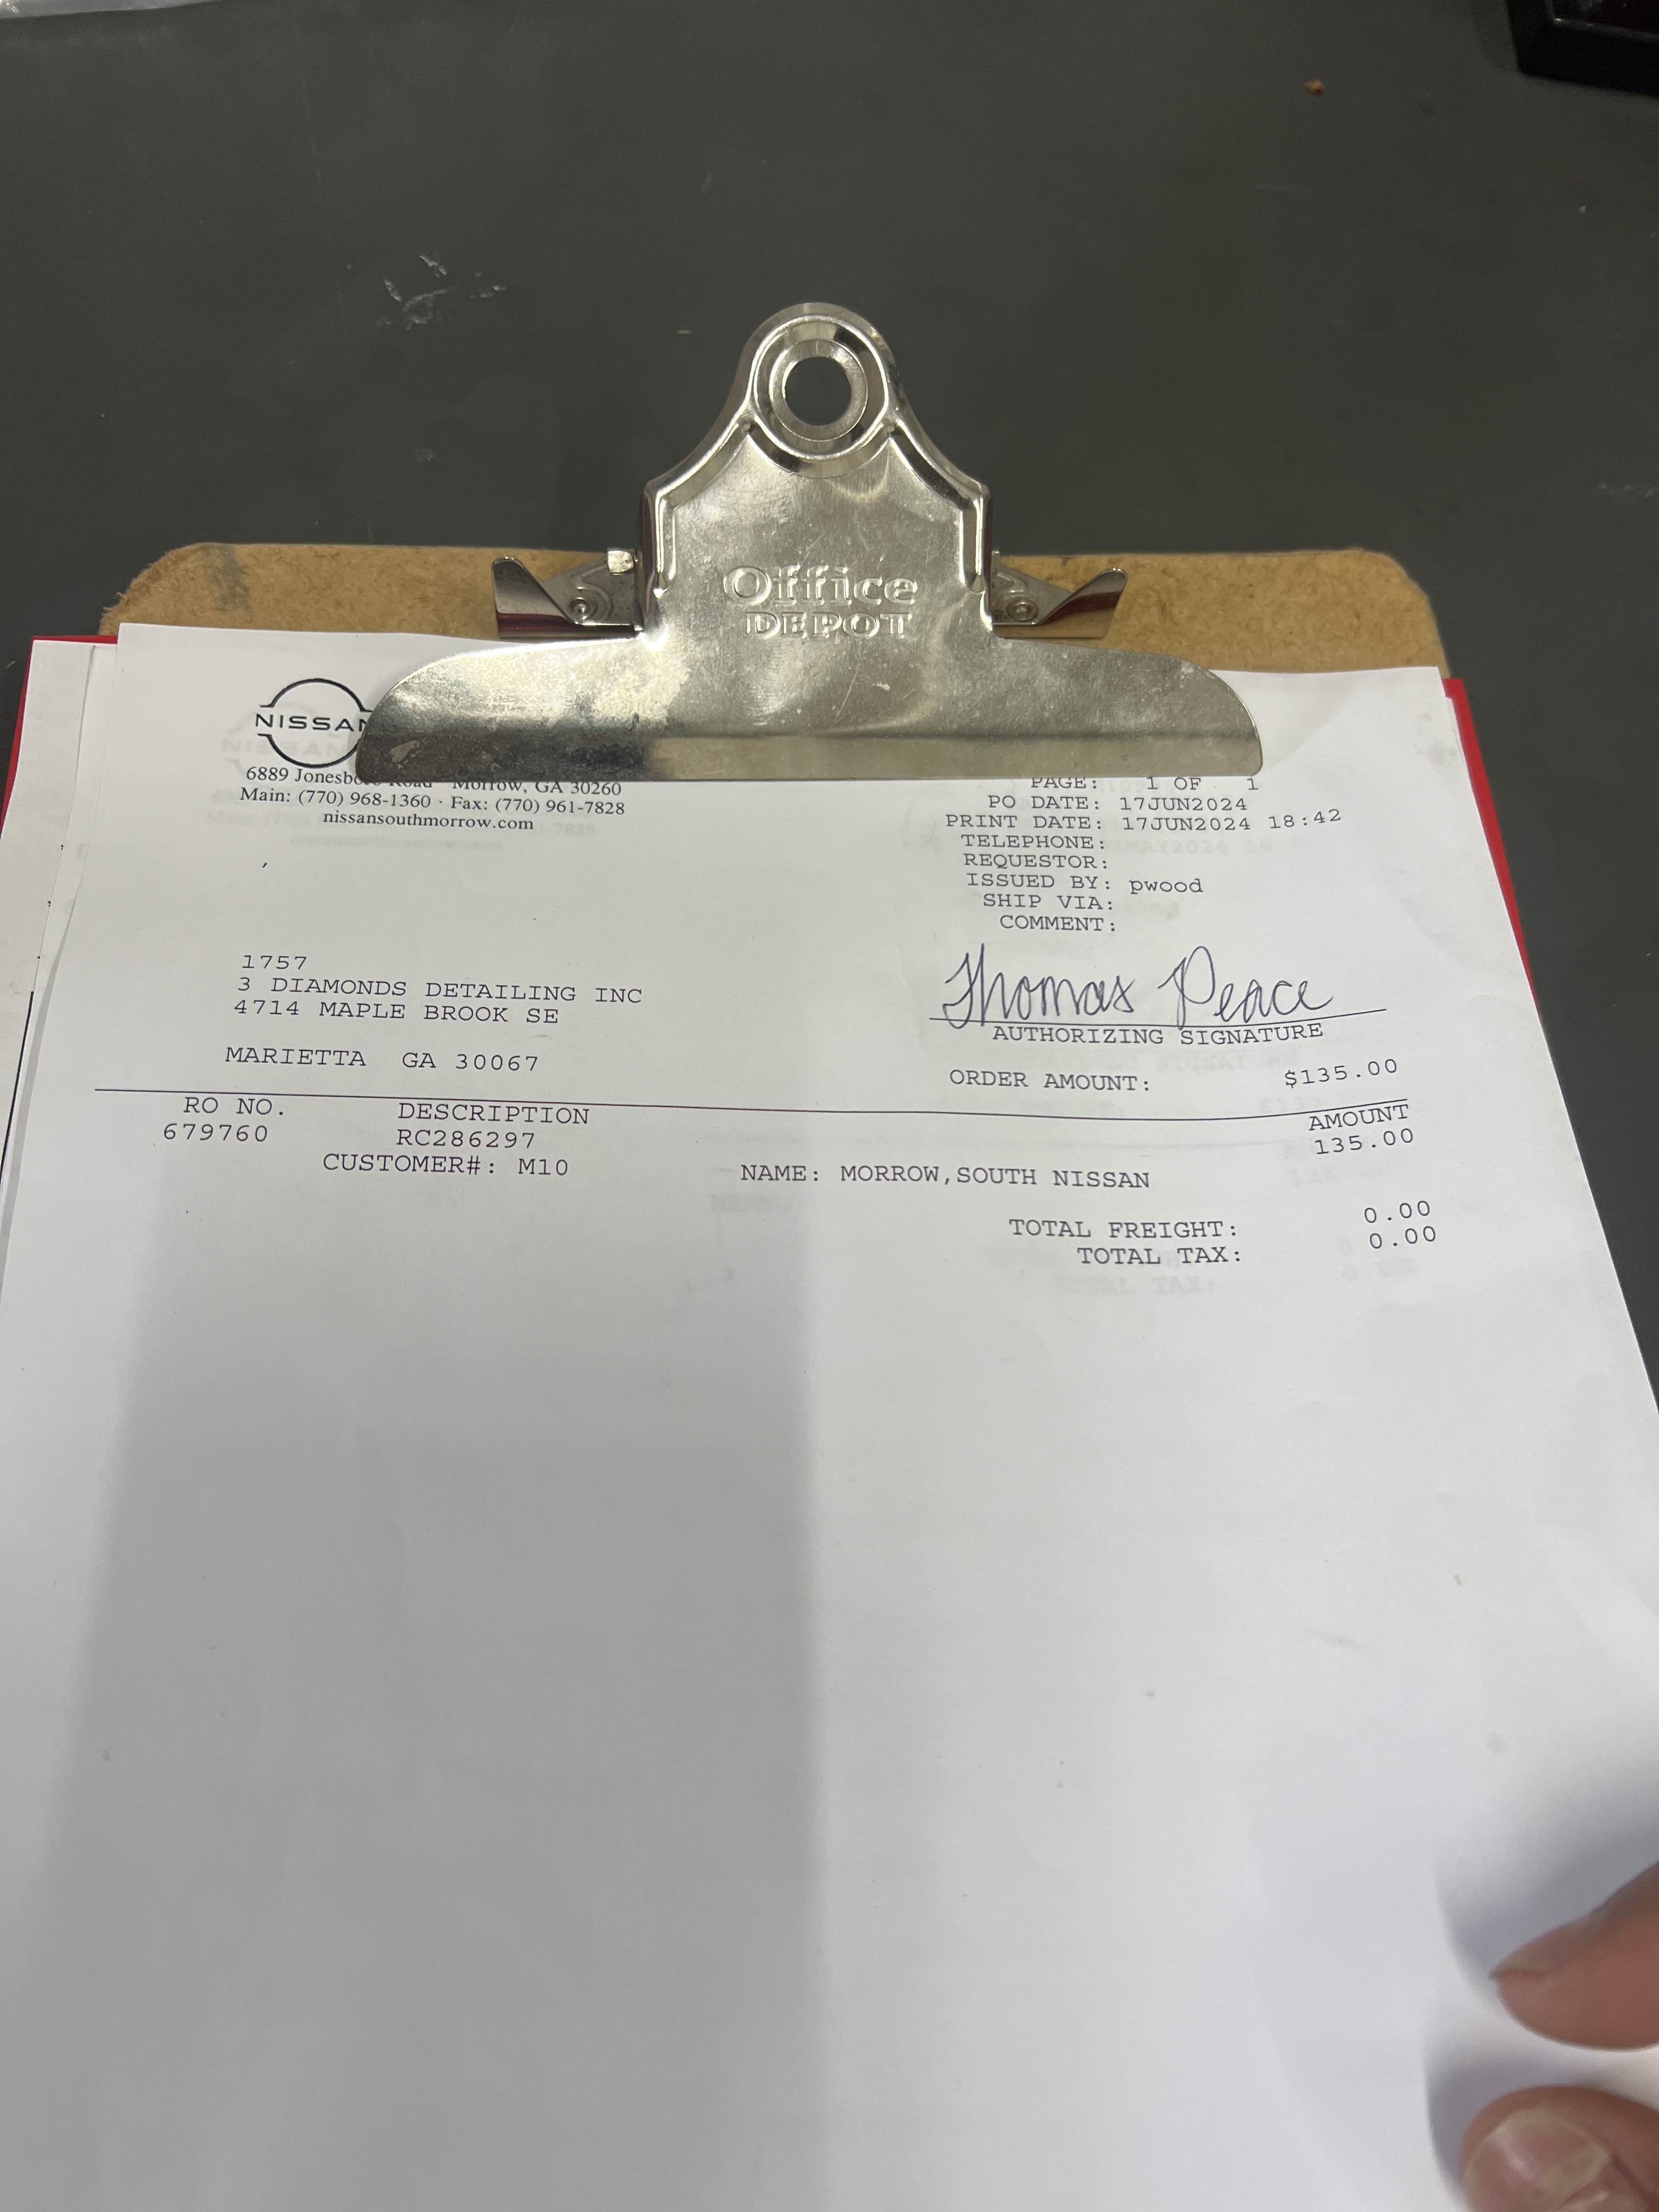 Office
DEPOT
NISSAN
6889 Jonesboro Road Morrow, GA 30260
Main: (770) 968-1360 · Fax: (770) 961-7828
nissansouthmorrow.com
PAGE: 1 OF 1
PO DATE: 17JUN2024
PRINT DATE: 17JUN2024 18:42
TELEPHONE:
REQUESTOR:
ISSUED BY: pwood
SHIP VIA:
COMMENT:
1757
3 DIAMONDS DETAILING INC
4714 MAPLE BROOK SE
MARIETTA GA 30067
Thomas Peace
AUTHORIZING SIGNATURE
ORDER AMOUNT: $135.00
RO NO. DESCRIPTION AMOUNT
679760 RC286297 135.00
CUSTOMER#: M10 NAME: MORROW,SOUTH NISSAN
TOTAL FREIGHT: 0.00
TOTAL TAX: 0.00